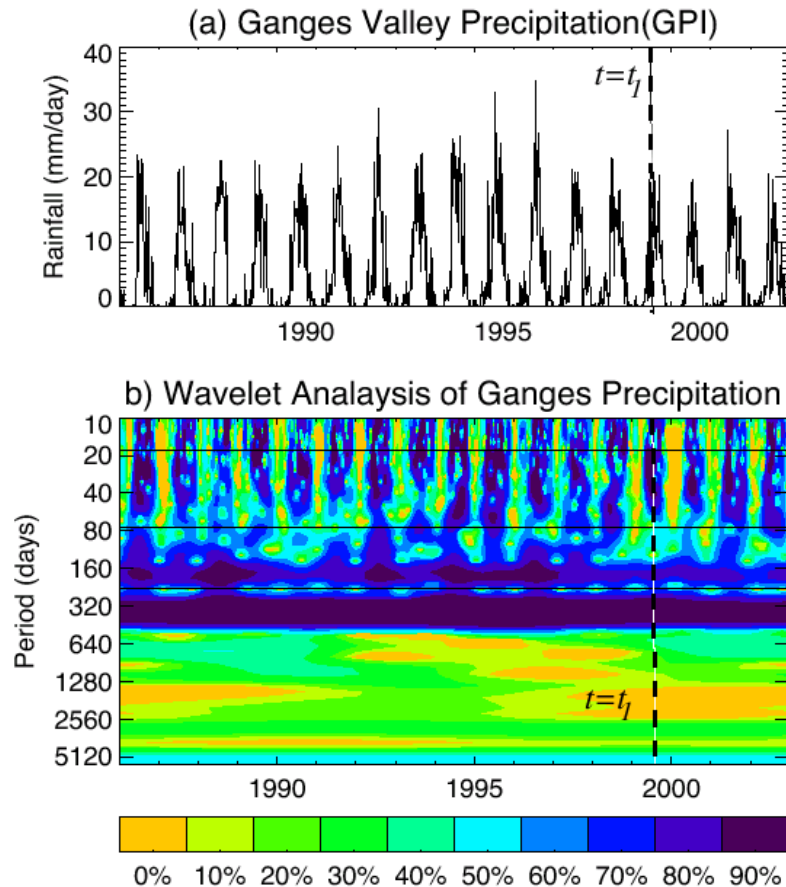 (a) Ganges Valley Precipitation(GPI)
Rainfall (mm/day)
40
30
20
10
0
t=t1
1990 1995 2000
b) Wavelet Analaysis of Ganges Precipitation
Period (days)
10
20
40
80
160
320
640
1280
2560
5120
t=t1
1990 1995 2000
0% 10% 20% 30% 40% 50% 60% 70% 80% 90%